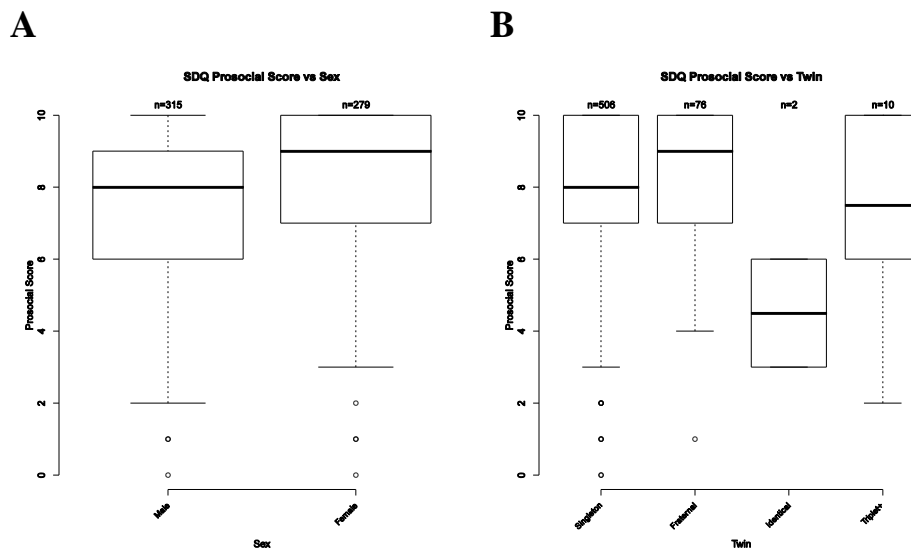 A
SDQ Prosocial Score vs Sex
n=315
n=279
10
8
6
4
2
0
Prosocial Score
Male
Female
Sex
B
SDQ Prosocial Score vs Twin
n=506
n=76
n=2
n=10
10
8
6
4
2
0
Prosocial Score
Singleton
Fraternal
Identical
Triplet+
Twin